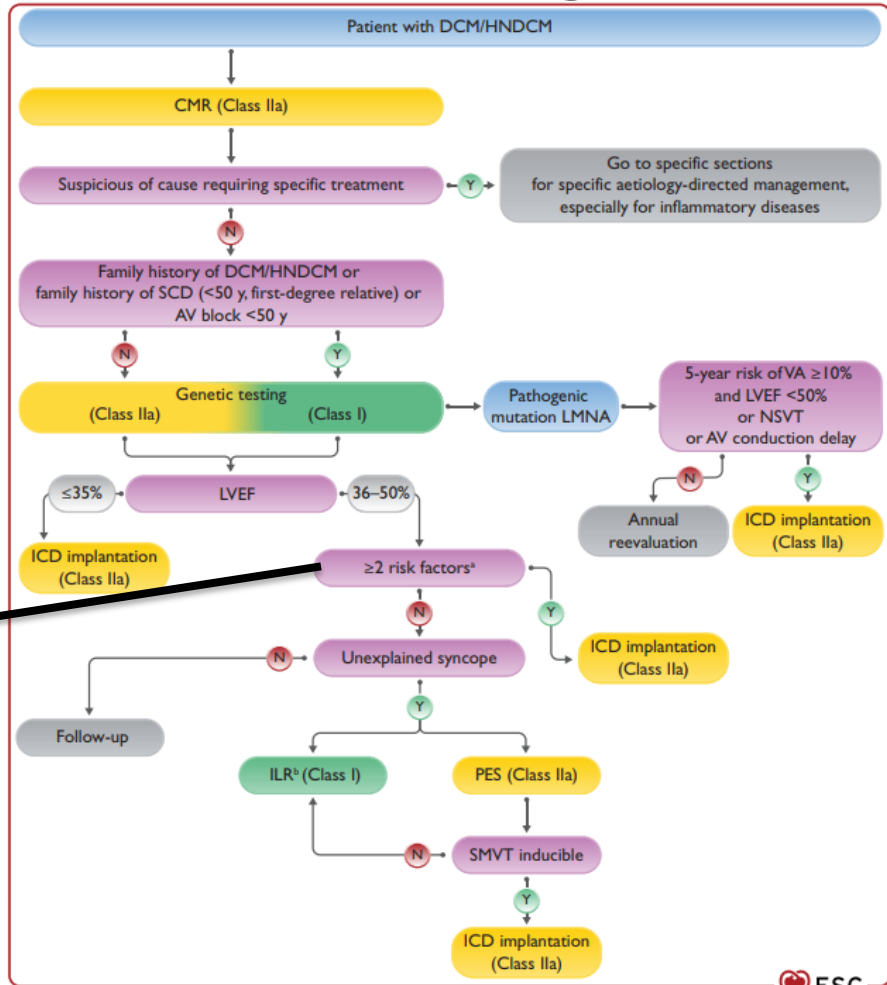 Patient with DCM/HNDCM
CMR (Class IIa)
Suspicious of cause requiring specific treatment
Y
Go to specific sections
for specific aetiology-directed management,
especially for inflammatory diseases
N
Family history of DCM/HNDCM or
family history of SCD (<50 y, first-degree relative) or
AV block <50 y
N
Y
Genetic testing
(Class IIa)
(Class I)
Pathogenic
mutation LMNA
5-year risk of VA ≥10%
and LVEF <50%
or NSVT
or AV conduction delay
N
Y
Annual
reevaluation
ICD implantation
(Class IIa)
≤35%
LVEF
36–50%
ICD implantation
(Class IIa)
≥2 risk factorsᵃ
N
Y
ICD implantation
(Class IIa)
Unexplained syncope
N
Y
Follow-up
ILRᵇ (Class I)
PES (Class IIa)
SMVT inducible
N
Y
ICD implantation
(Class IIa)
ESC